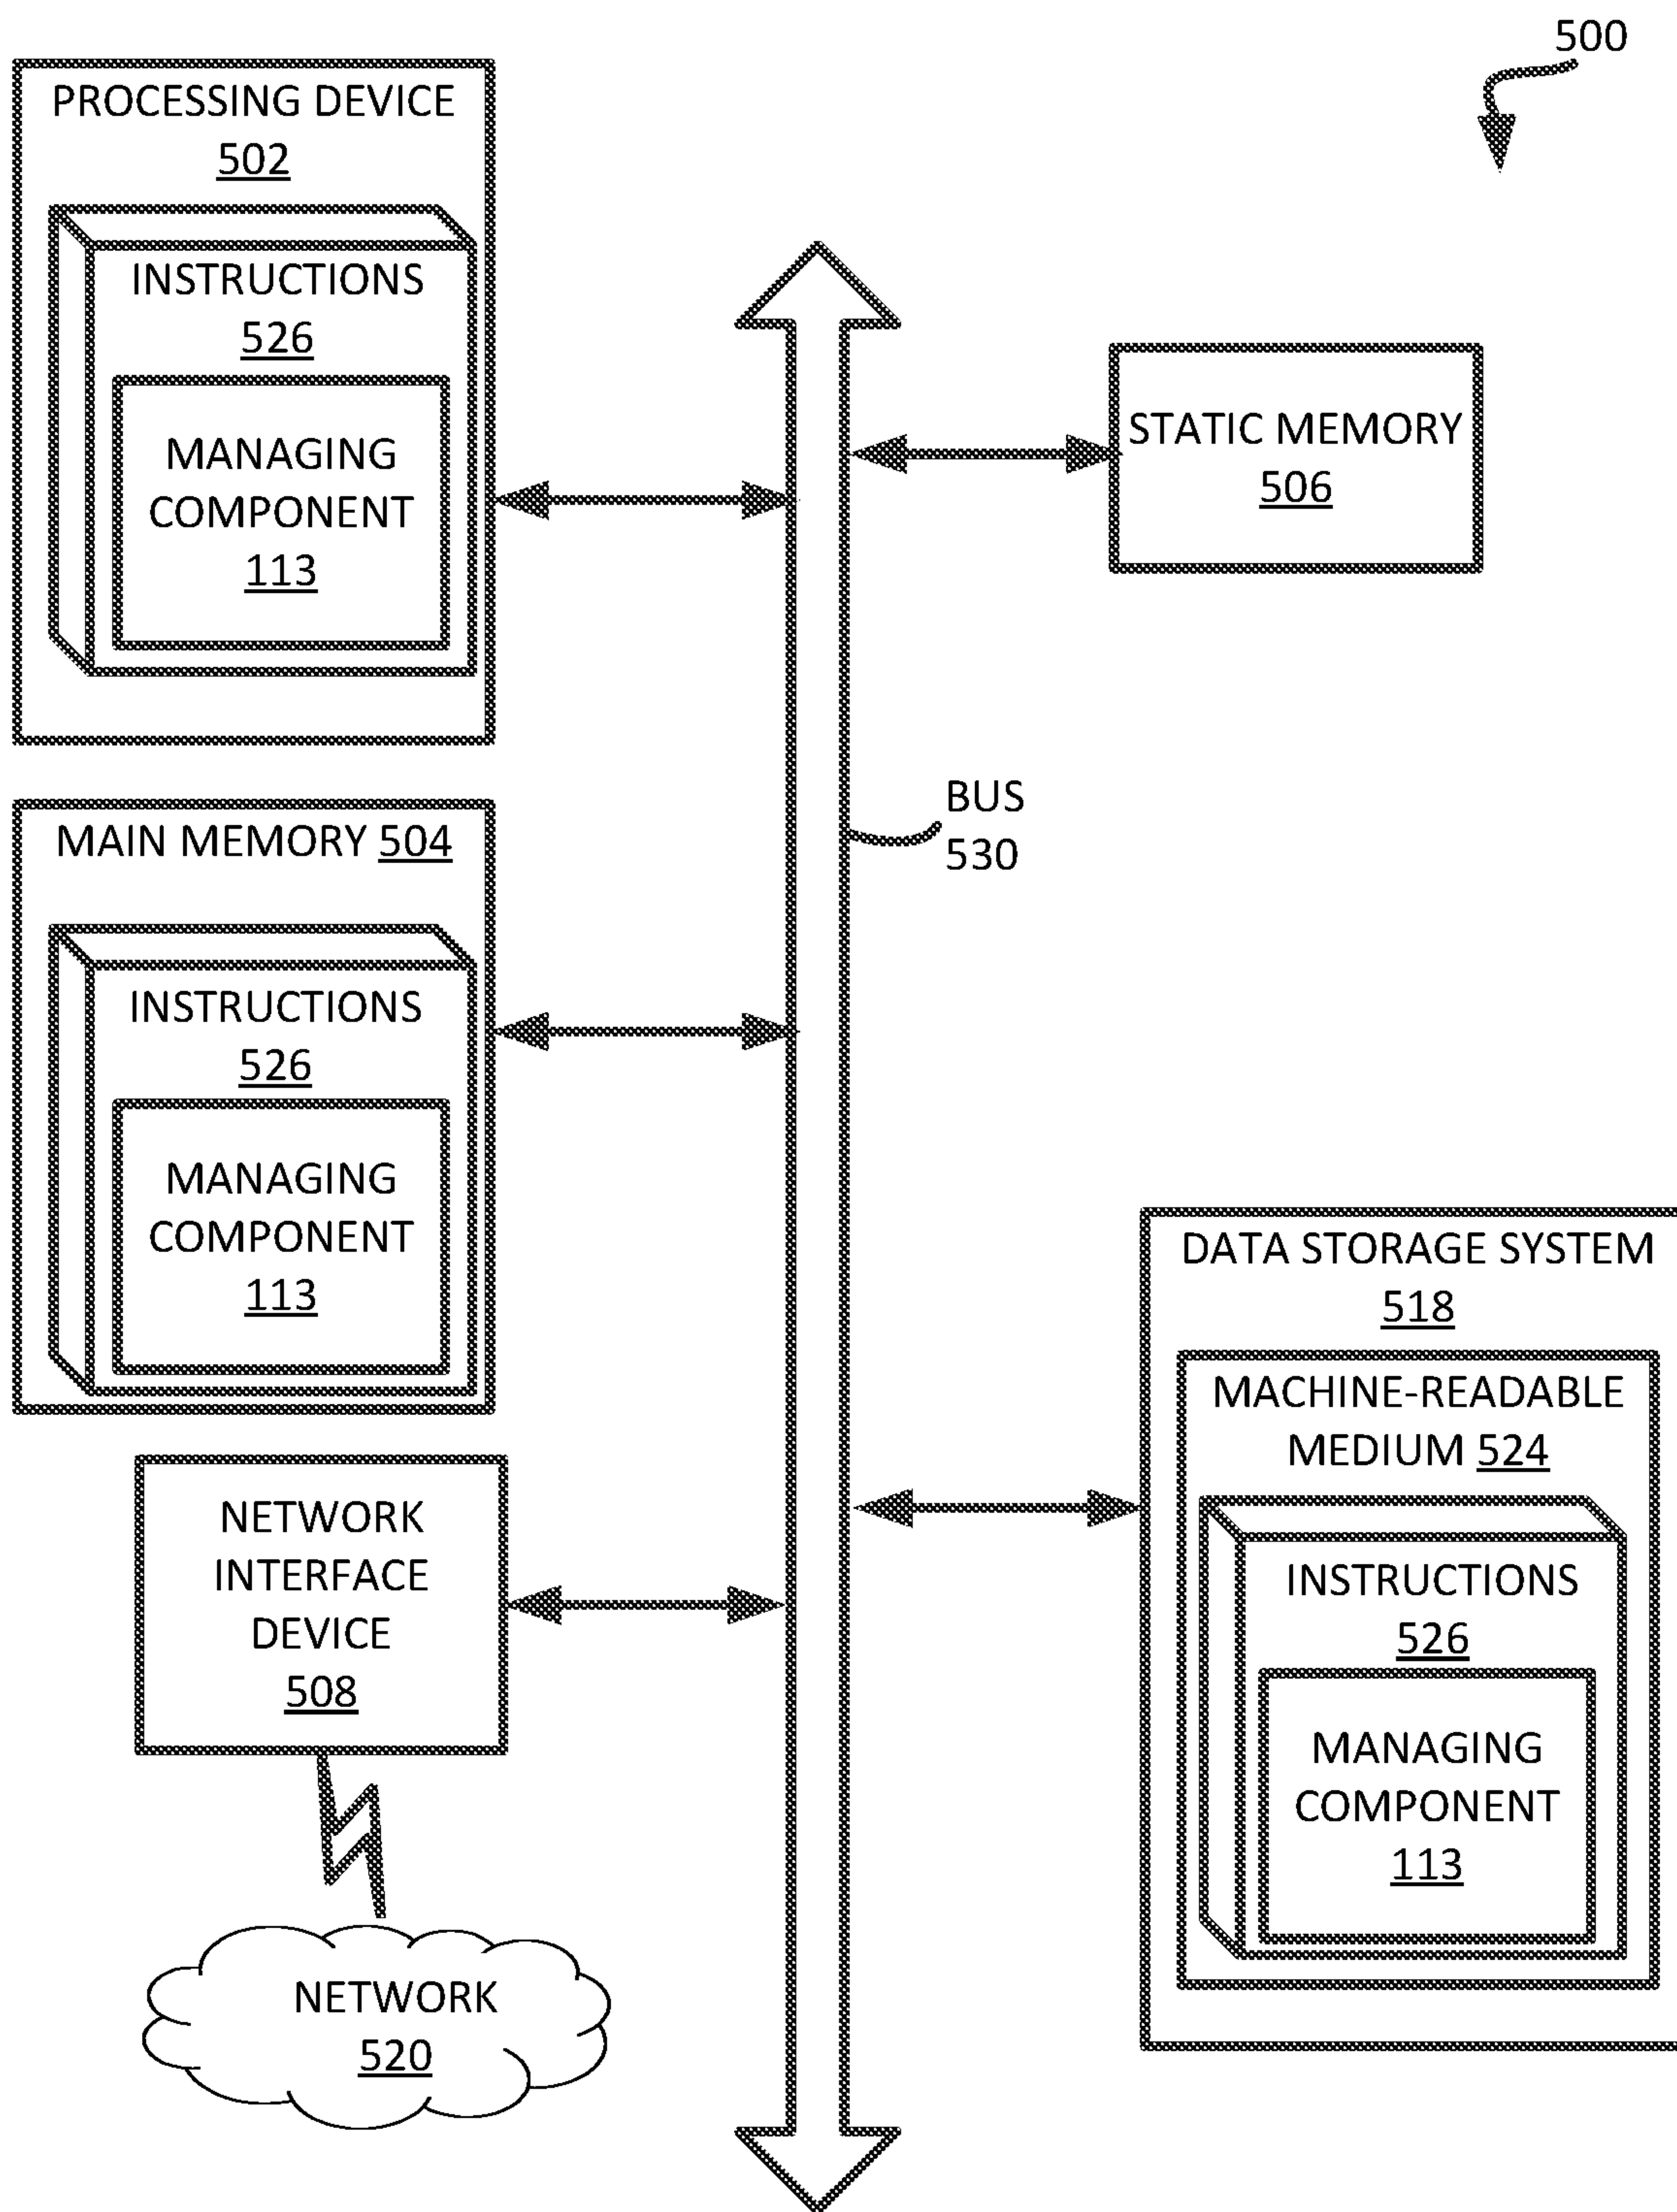 500
PROCESSING DEVICE
502
INSTRUCTIONS
526
MANAGING
COMPONENT
113
STATIC MEMORY
506
BUS
530
MAIN MEMORY 504
INSTRUCTIONS
526
MANAGING
COMPONENT
113
DATA STORAGE SYSTEM
518
MACHINE-READABLE
MEDIUM 524
INSTRUCTIONS
526
MANAGING
COMPONENT
113
NETWORK
INTERFACE
DEVICE
508
NETWORK
520